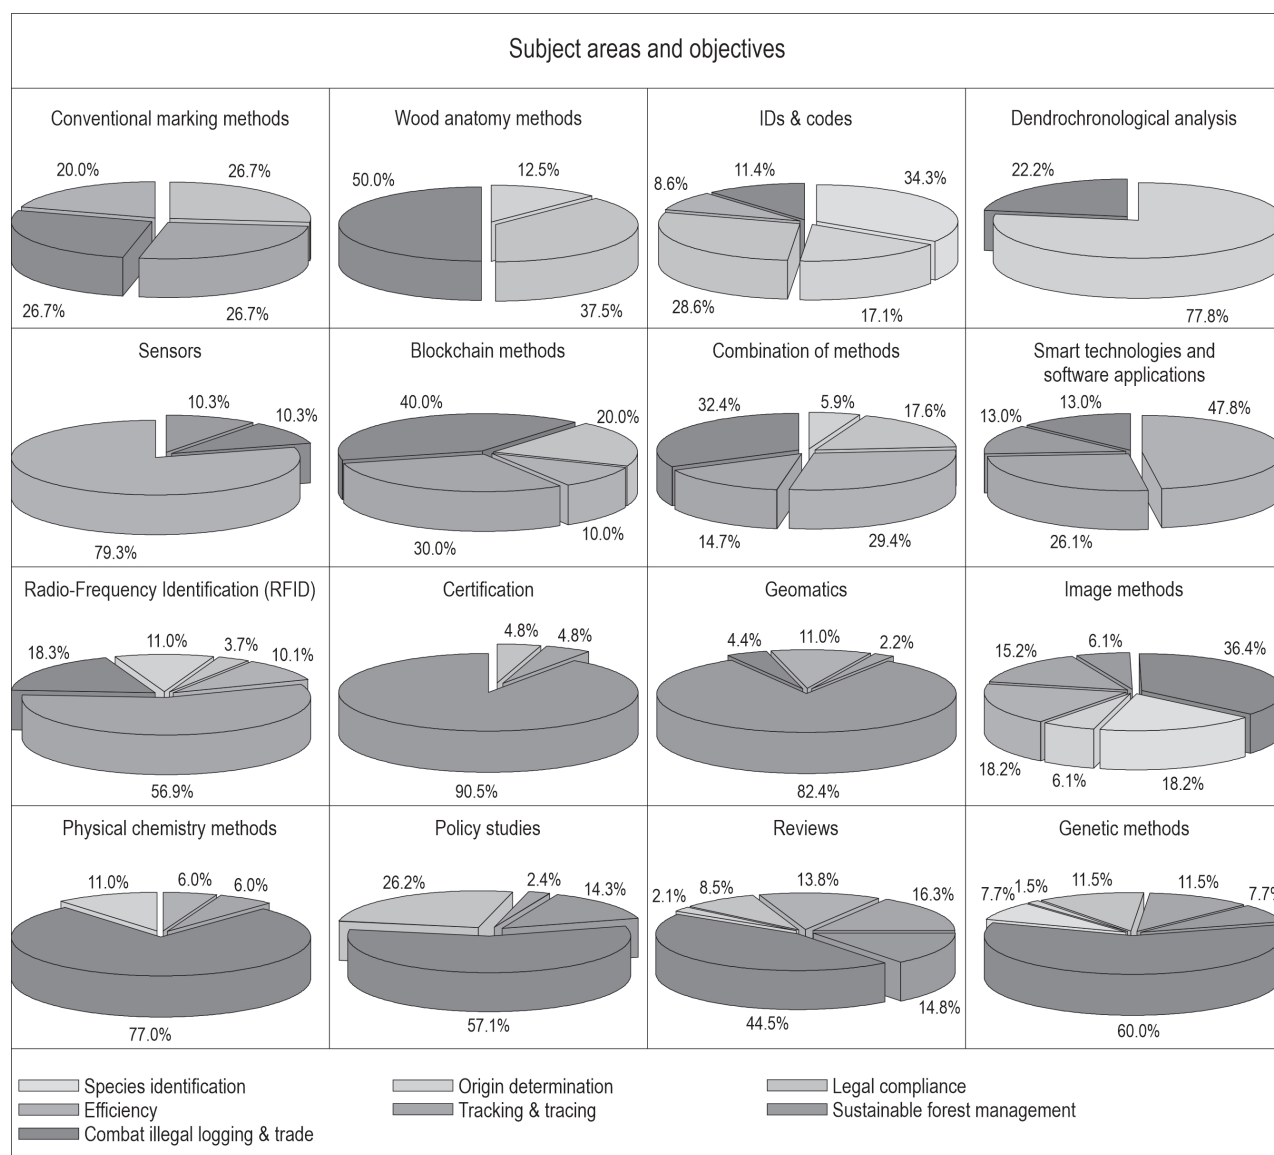 Subject areas and objectives
Conventional marking methods
20.0%
26.7%
26.7%
26.7%
Wood anatomy methods
50.0%
12.5%
37.5%
IDs & codes
11.4%
8.6%
34.3%
28.6%
17.1%
Dendrochronological analysis
22.2%
77.8%
Sensors
10.3%
10.3%
79.3%
Blockchain methods
40.0%
20.0%
10.0%
30.0%
Combination of methods
32.4%
5.9%
17.6%
14.7%
29.4%
Smart technologies and
software applications
13.0%
13.0%
47.8%
26.1%
Radio-Frequency Identification (RFID)
18.3%
11.0%
3.7%
10.1%
56.9%
Certification
4.8%
4.8%
90.5%
Geomatics
4.4%
11.0%
2.2%
82.4%
Image methods
15.2%
6.1%
36.4%
18.2%
6.1%
18.2%
Physical chemistry methods
11.0%
6.0%
6.0%
77.0%
Policy studies
26.2%
2.4%
14.3%
57.1%
Reviews
2.1%
8.5%
13.8%
16.3%
14.8%
44.5%
Genetic methods
7.7%
1.5%
11.5%
11.5%
7.7%
60.0%
Species identification
Origin determination
Legal compliance
Efficiency
Tracking & tracing
Sustainable forest management
Combat illegal logging & trade